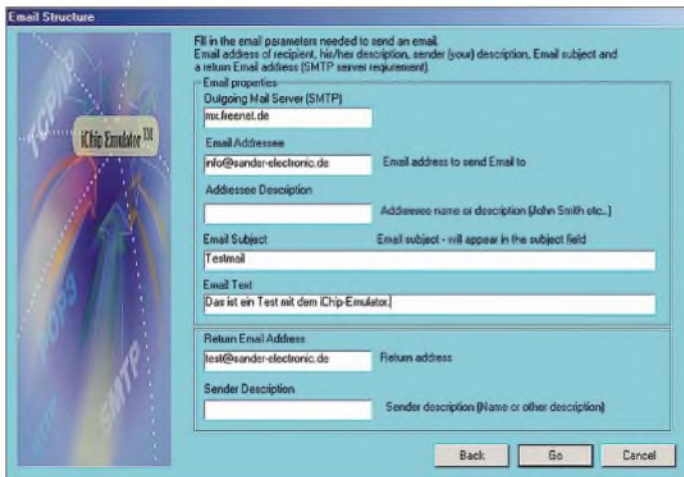 Email Structure
Fill in the email parameters needed to send an email.
Email address of recipient, his/her description, sender (your) description, Email subject and
a return Email address (SMTP server requirement).
Email properties
Outgoing Mail Server (SMTP)
mx.freenet.de
Email Addressee
info@sander-electronic.de Email address to send Email to
Addressee Description
Addressee name or description (John Smith etc..)
Email Subject Email subject - will appear in the subject field
Testmail
Email Text
Das ist ein Test mit dem iChip-Emulator.
Return Email Address
test@sander-electronic.de Return address
Sender Description
Sender description (Name or other description)
Back Go Cancel
iChip Emulator TM
POP3
SMTP